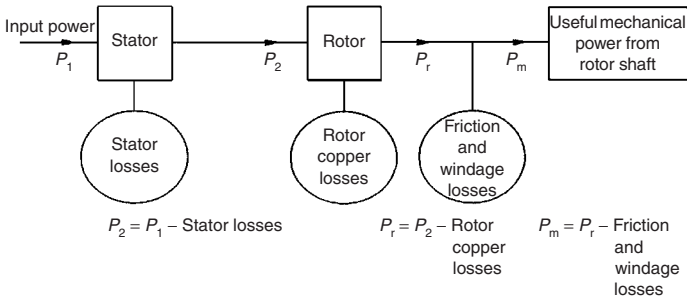 Input power
P1
Stator
P2
Rotor
Pr
Pm
Useful mechanical
power from
rotor shaft
Stator
losses
Rotor
copper
losses
Friction
and
windage
losses
P2 = P1 – Stator losses
Pr = P2 – Rotor
copper
losses
Pm = Pr – Friction
and
windage
losses